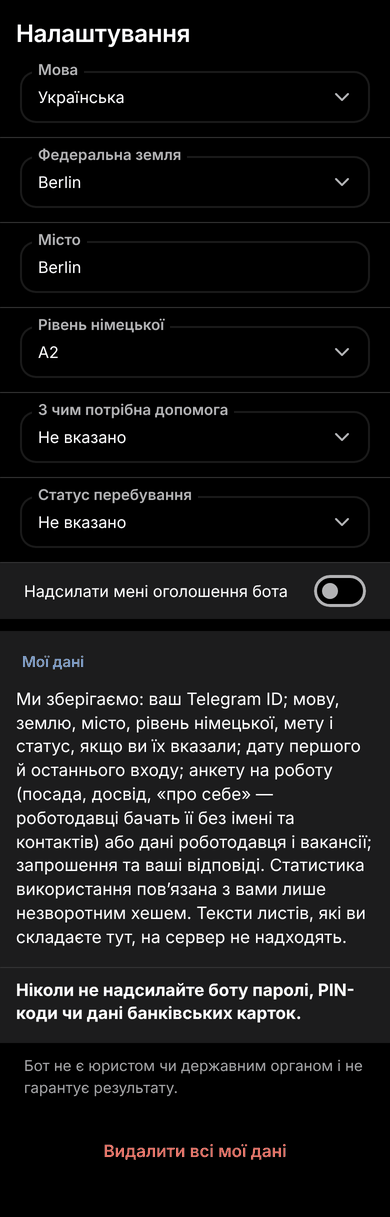 Налаштування
Мова
Українська
Федеральна земля
Berlin
Місто
Berlin
Рівень німецької
A2
З чим потрібна допомога
Не вказано
Статус перебування
Не вказано
Надсилати мені оголошення бота
Мої дані
Ми зберігаємо: ваш Telegram ID; мову,
землю, місто, рівень німецької, мету і
статус, якщо ви їх вказали; дату першого
й останнього входу; анкету на роботу
(посада, досвід, «про себе» —
роботодавці бачать її без імені та
контактів) або дані роботодавця і вакансії;
запрошення та ваші відповіді. Статистика
використання пов’язана з вами лише
незворотним хешем. Тексти листів, які ви
складаєте тут, на сервер не надходять.
Ніколи не надсилайте боту паролі, PIN-
коди чи дані банківських карток.
Бот не є юристом чи державним органом і не
гарантує результату.
Видалити всі мої дані